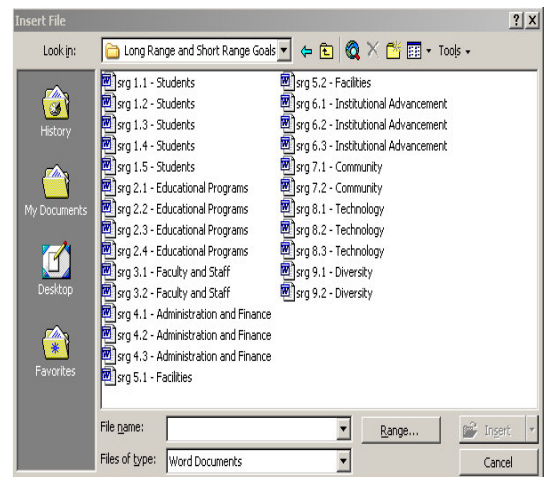 Insert File
? X
Look in: Long Range and Short Range Goals Tools
History
My Documents
Desktop
Favorites
srg 1.1 - Students
srg 1.2 - Students
srg 1.3 - Students
srg 1.4 - Students
srg 1.5 - Students
srg 2.1 - Educational Programs
srg 2.2 - Educational Programs
srg 2.3 - Educational Programs
srg 2.4 - Educational Programs
srg 3.1 - Faculty and Staff
srg 3.2 - Faculty and Staff
srg 4.1 - Administration and Finance
srg 4.2 - Administration and Finance
srg 4.3 - Administration and Finance
srg 5.1 - Facilities
srg 5.2 - Facilities
srg 6.1 - Institutional Advancement
srg 6.2 - Institutional Advancement
srg 6.3 - Institutional Advancement
srg 7.1 - Community
srg 7.2 - Community
srg 8.1 - Technology
srg 8.2 - Technology
srg 8.3 - Technology
srg 9.1 - Diversity
srg 9.2 - Diversity
File name: Range... Insert
Files of type: Word Documents Cancel